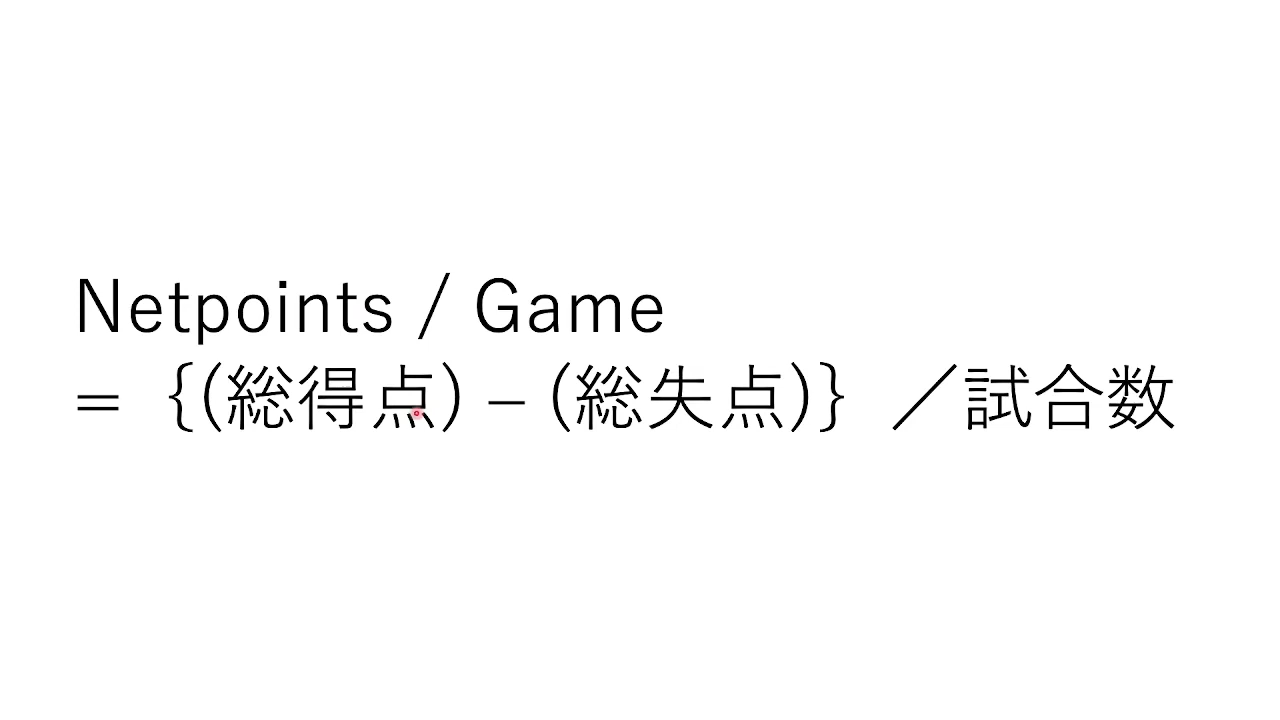 Netpoints / Game
= {(総得点) – (総失点)} ／試合数